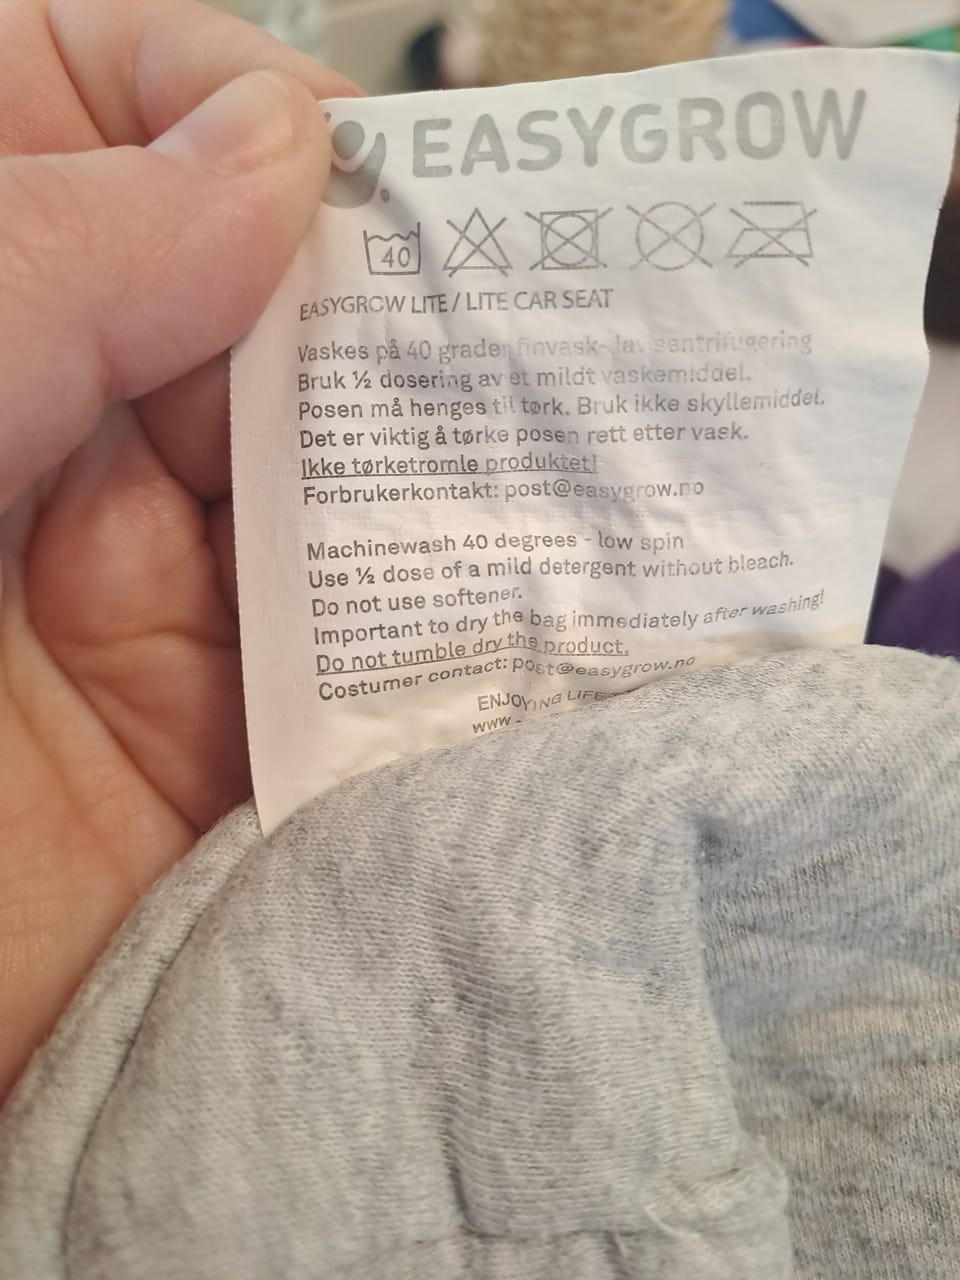 EASYGROW
40
EASYGROW LITE / LITE CAR SEAT
Vaskes på 40 grader finvask- lav sentrifugering
Bruk ½ dosering av et mildt vaskemiddel.
Posen må henges til tørk. Bruk ikke skyllemiddel.
Det er viktig å tørke posen rett etter vask.
Ikke tørketromle produktet!
Forbrukerkontakt: post@easygrow.no
Machinewash 40 degrees - low spin
Use ½ dose of a mild detergent without bleach.
Do not use softener.
Important to dry the bag immediately after washing!
Do not tumble dry the product.
Costumer contact: post@easygrow.no
ENJOYING LIFE
www